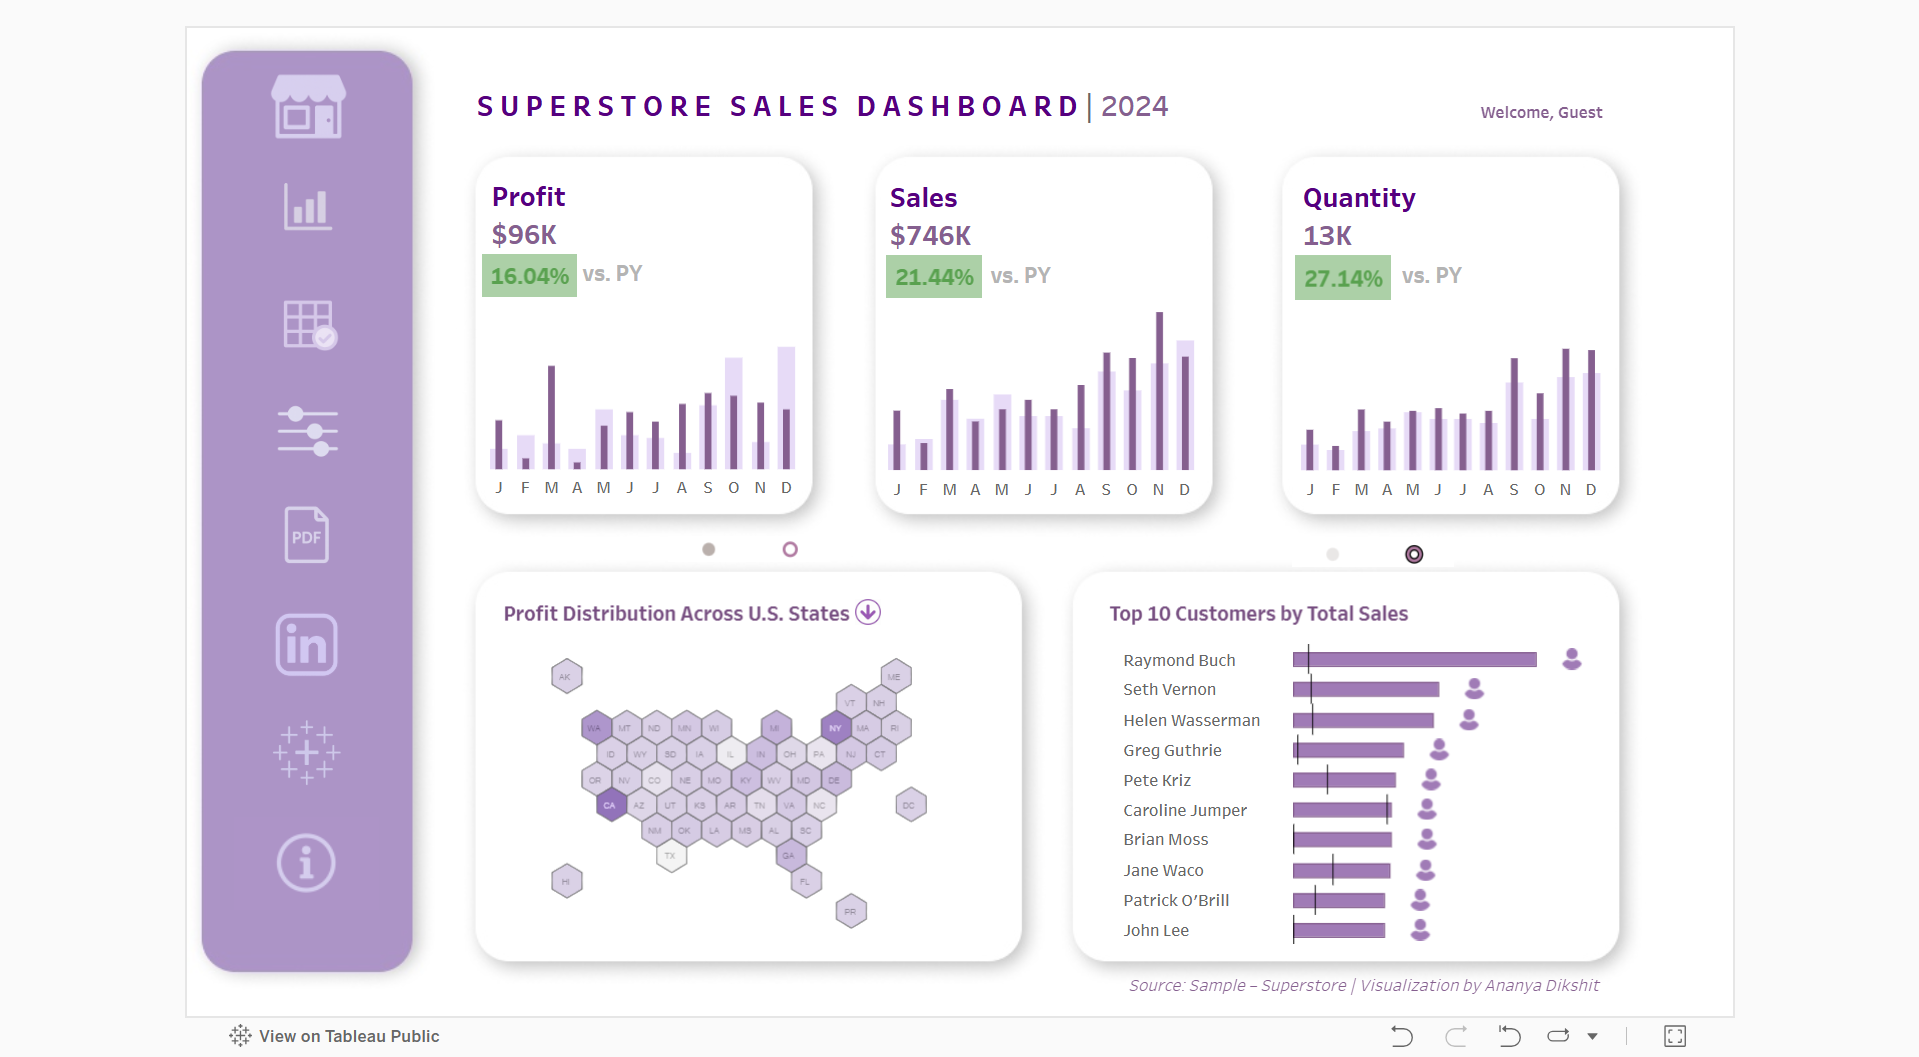 SUPERSTORE SALES DASHBOARD | 2024
Welcome, Guest
Profit
$96K
16.04% vs. PY
J F M A M J J A S O N D
Sales
$746K
21.44% vs. PY
J F M A M J J A S O N D
Quantity
13K
27.14% vs. PY
J F M A M J J A S O N D
PDF
in
i
Profit Distribution Across U.S. States
AK ME
VT NH
WA MT ND MN WI MI NY MA RI
ID WY SD IA IL IN OH PA NJ CT
OR NV CO NE MO KY WV MD DE
CA AZ UT KS AR TN VA NC DC
NM OK LA MS AL SC
TX GA
HI FL
PR
Top 10 Customers by Total Sales
Raymond Buch
Seth Vernon
Helen Wasserman
Greg Guthrie
Pete Kriz
Caroline Jumper
Brian Moss
Jane Waco
Patrick O'Brill
John Lee
Source: Sample – Superstore | Visualization by Ananya Dikshit
View on Tableau Public